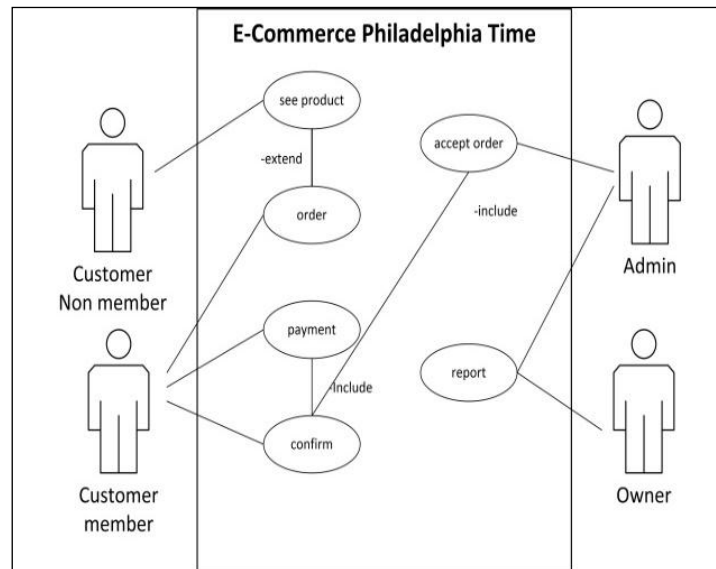 E-Commerce Philadelphia Time
see product
accept order
-extend
-include
order
Customer
Non member
Admin
payment
report
-Include
confirm
Customer
member
Owner